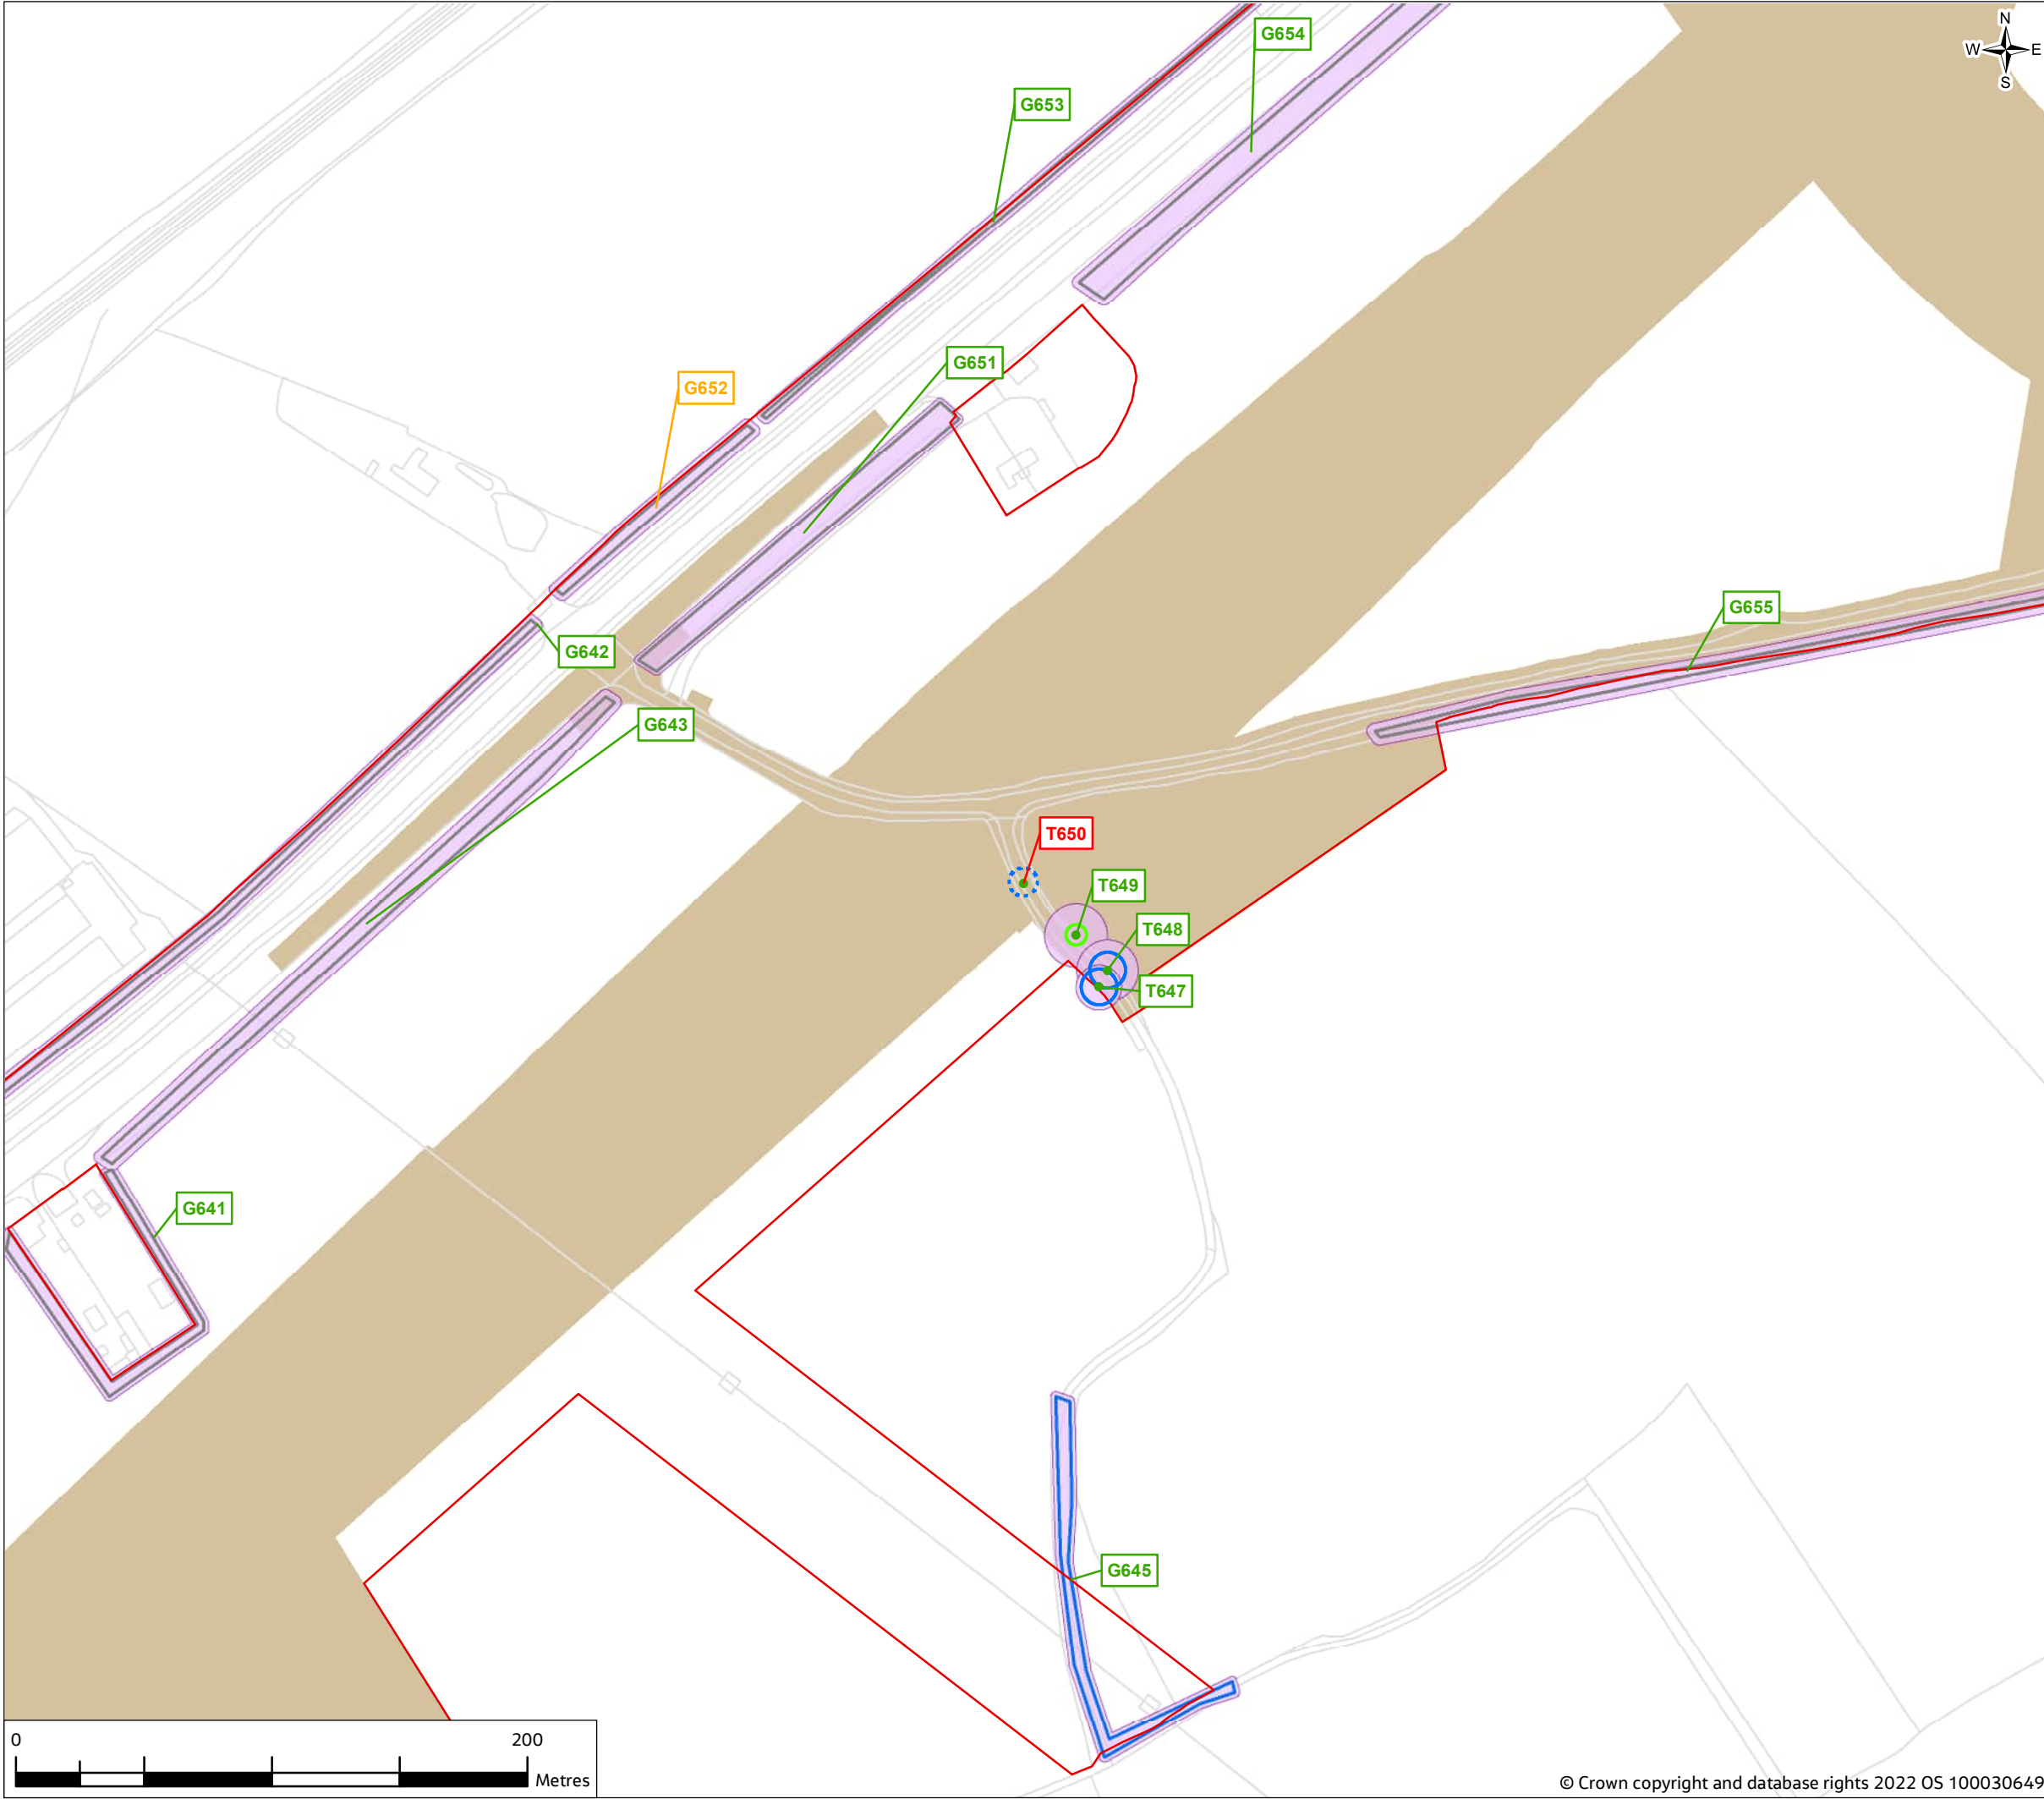 N
W E
S
G654
G653
G651
G652
G655
G642
G643
T650
T649
T648
T647
G641
G645
0 200
Metres
© Crown copyright and database rights 2022 OS 100030649